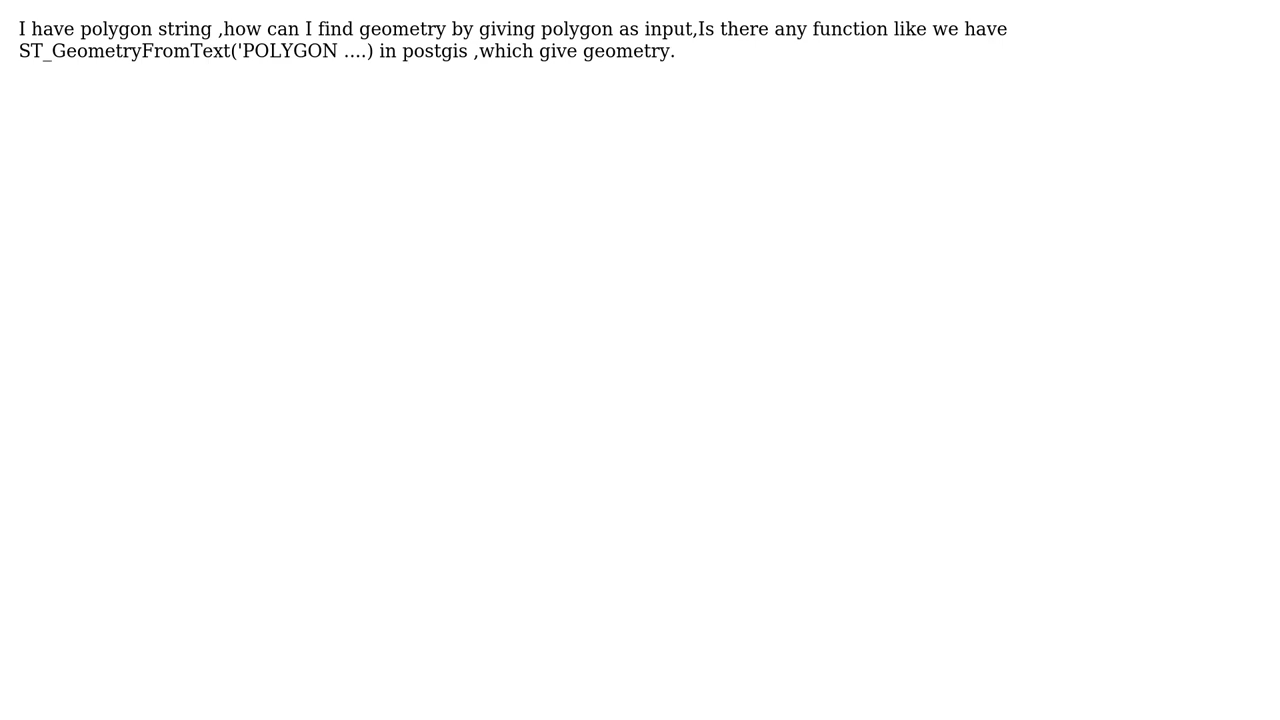 I have polygon string ,how can I find geometry by giving polygon as input,Is there any function like we have
ST_GeometryFromText('POLYGON ....) in postgis ,which give geometry.